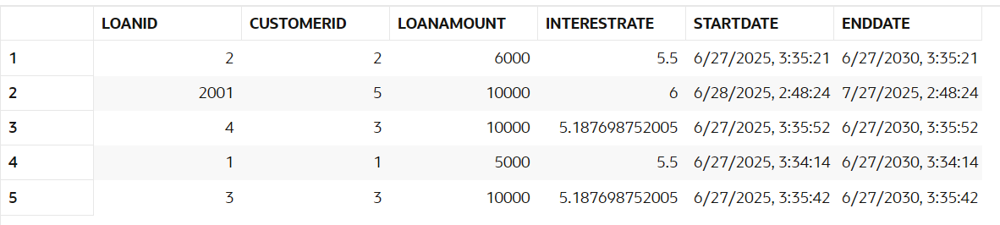 LOANID CUSTOMERID LOANAMOUNT INTERESTRATE STARTDATE ENDDATE
1 2 2 6000 5.5 6/27/2025, 3:35:21 6/27/2030, 3:35:21
2 2001 5 10000 6 6/28/2025, 2:48:24 7/27/2025, 2:48:24
3 4 3 10000 5.187698752005 6/27/2025, 3:35:52 6/27/2030, 3:35:52
4 1 1 5000 5.5 6/27/2025, 3:34:14 6/27/2030, 3:34:14
5 3 3 10000 5.187698752005 6/27/2025, 3:35:42 6/27/2030, 3:35:42